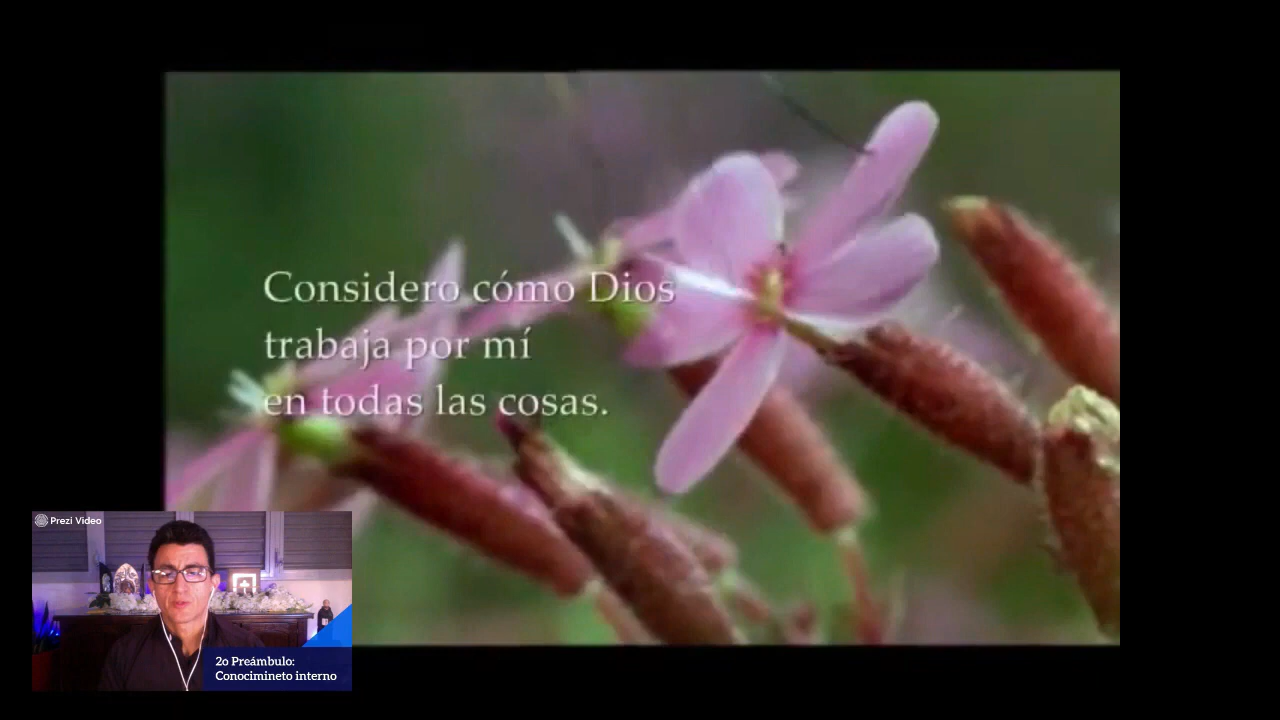 Considero cómo Dios
trabaja por mí
en todas las cosas.
Prezi Video
2o Preámbulo:
Conocimineto interno